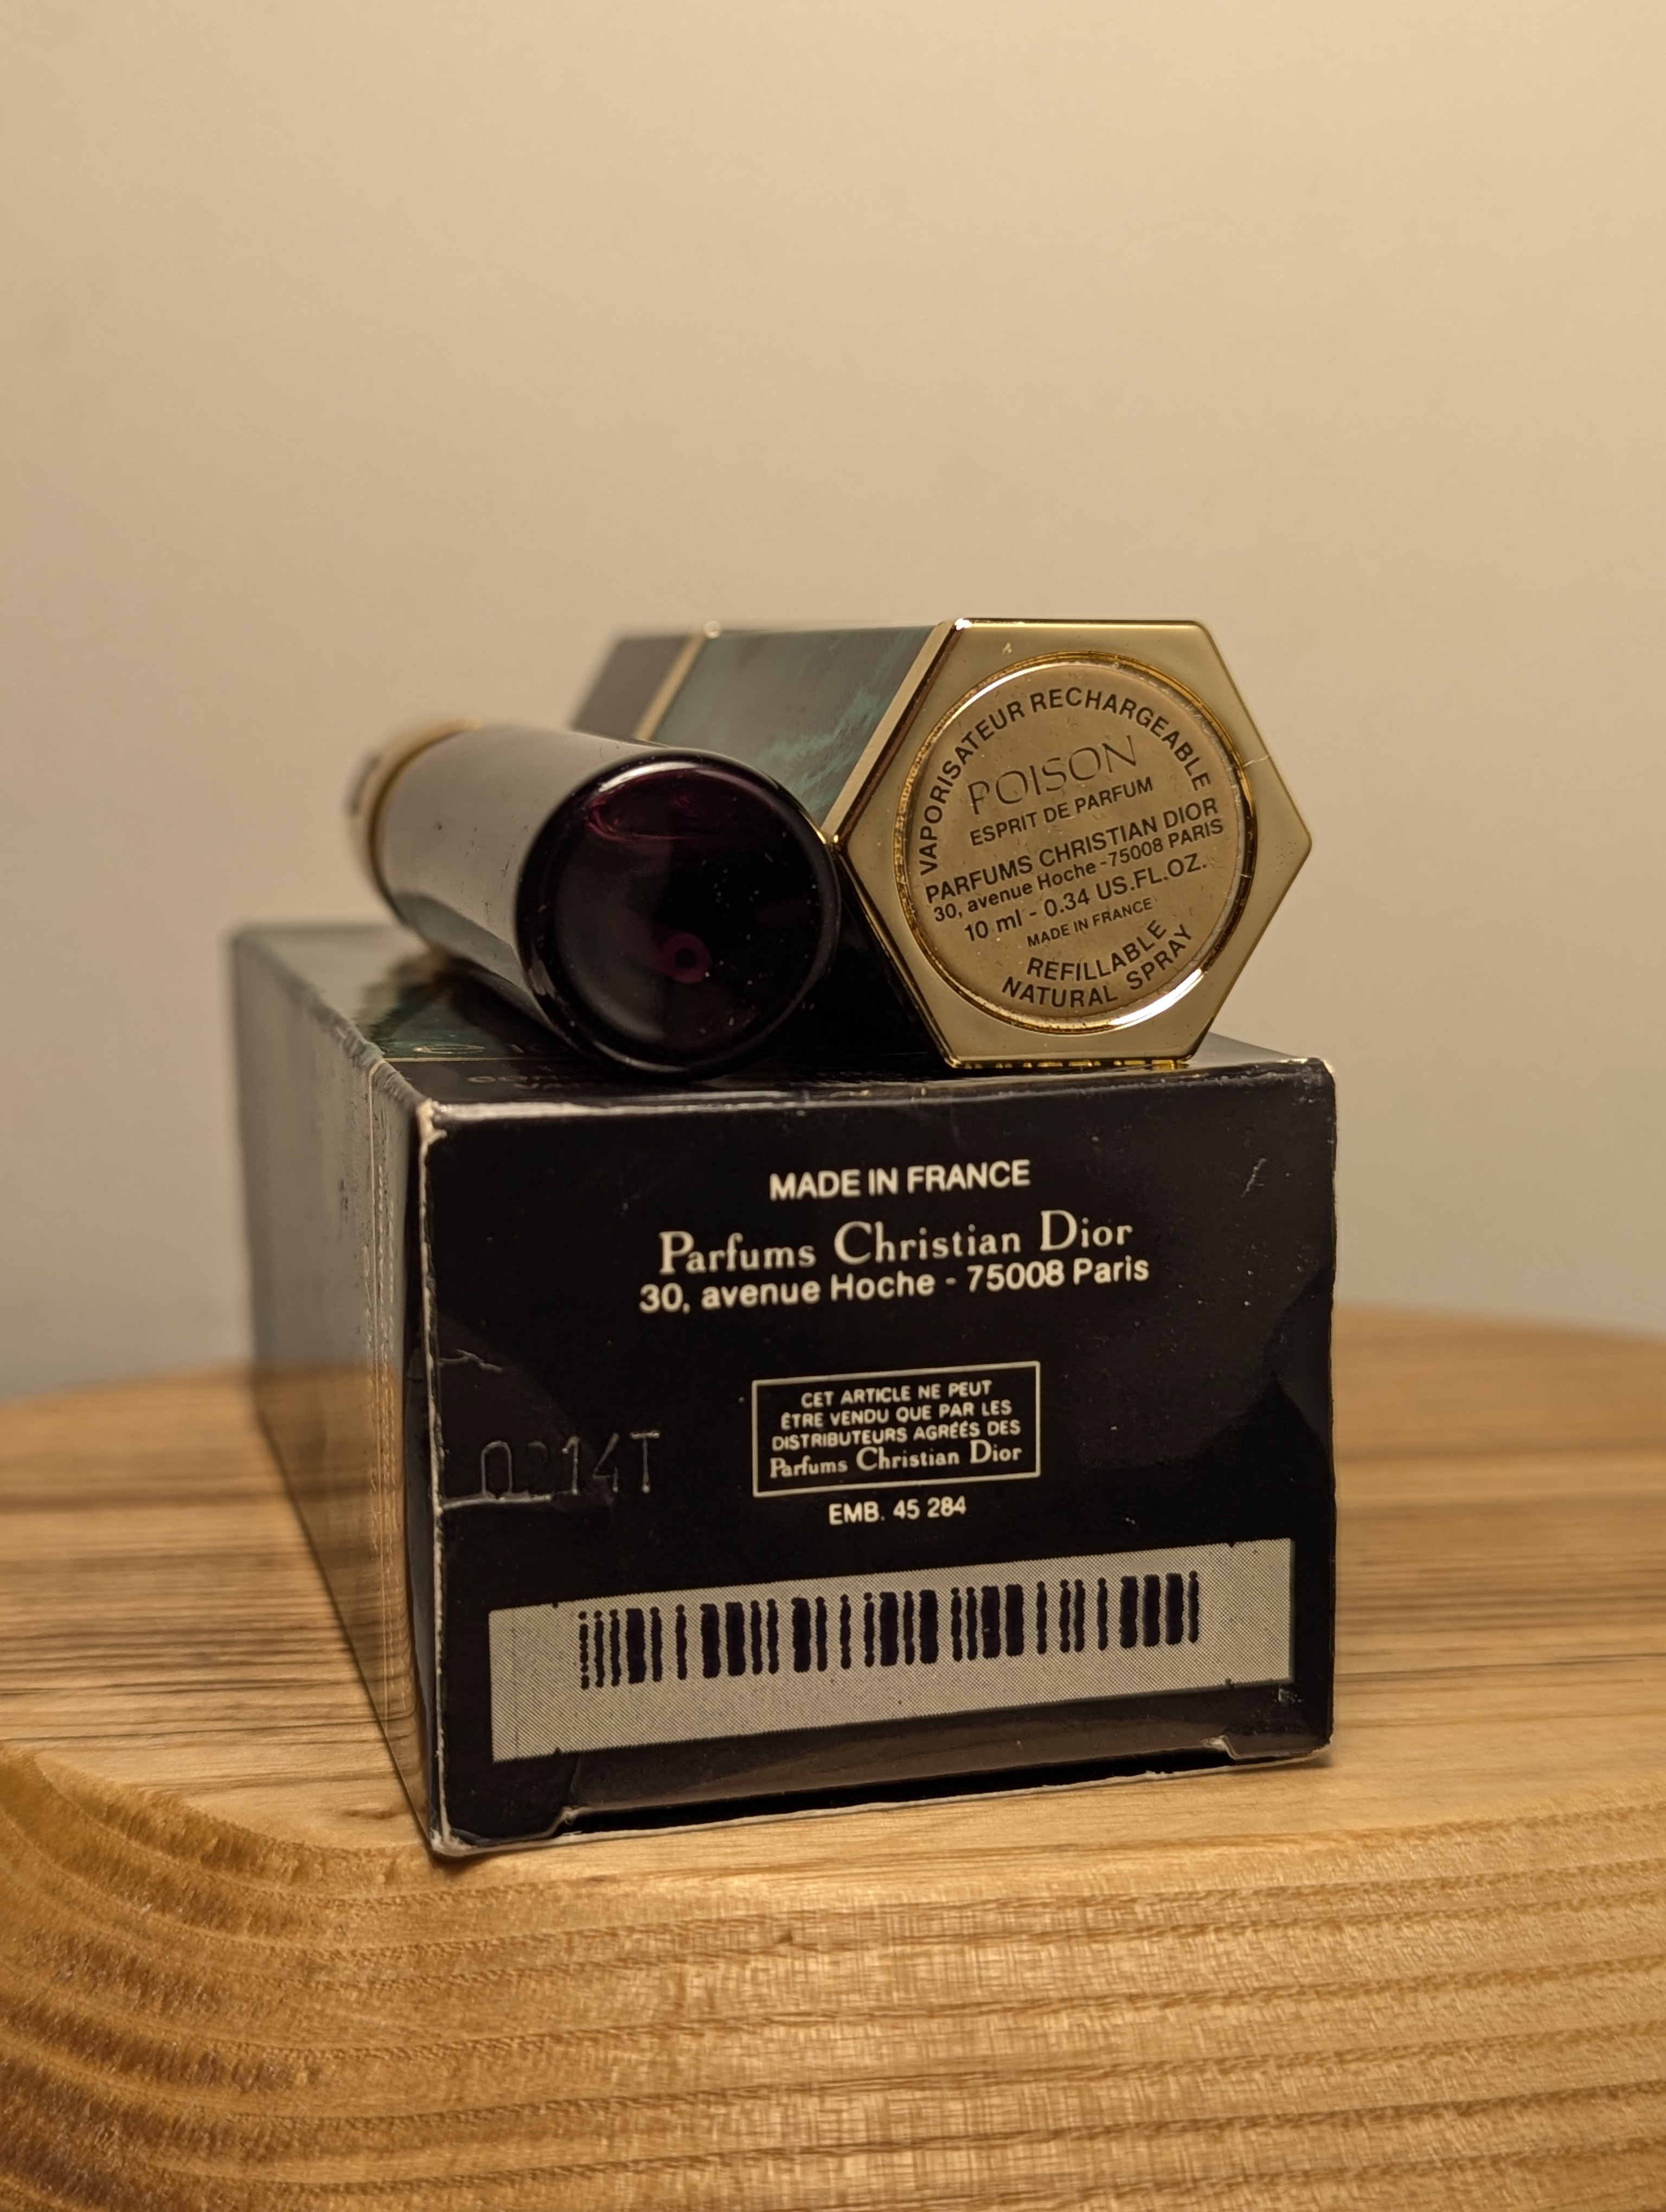 VAPORISATEUR RECHARGEABLE
POISON
ESPRIT DE PARFUM
PARFUMS CHRISTIAN DIOR
30, avenue Hoche - 75008 PARIS
10 ml - 0.34 US.FL.OZ.
MADE IN FRANCE
REFILLABLE
NATURAL SPRAY
MADE IN FRANCE
Parfums Christian Dior
30, avenue Hoche - 75008 Paris
CET ARTICLE NE PEUT
ÊTRE VENDU QUE PAR LES
DISTRIBUTEURS AGRÉÉS DES
Parfums Christian Dior
0214T
EMB. 45 284